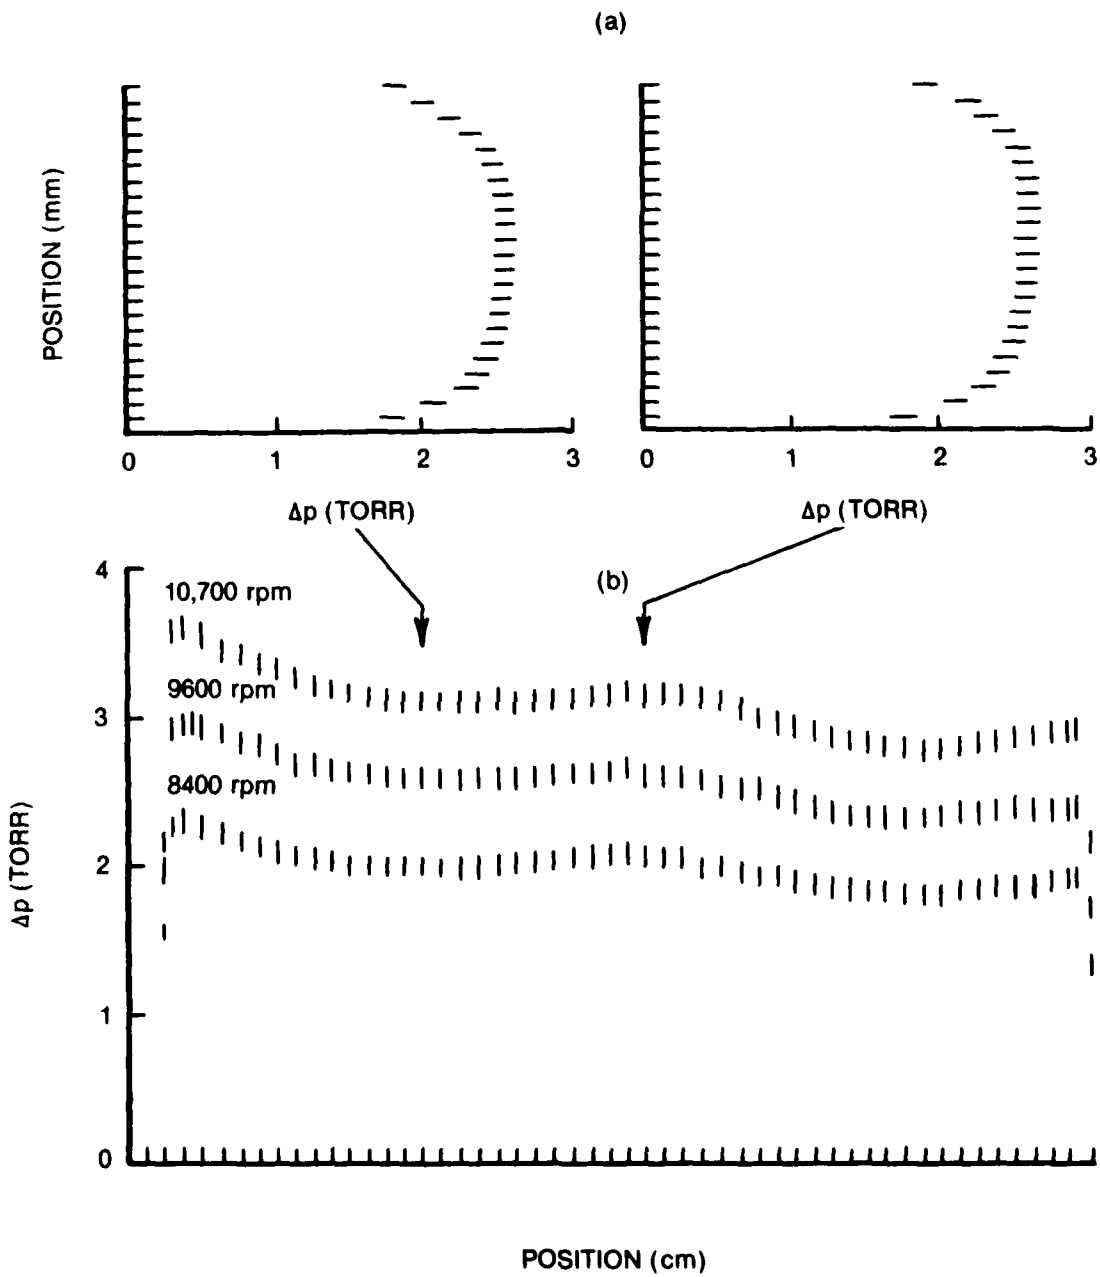 (a)
POSITION (mm)
0 1 2 3
0 1 2 3
Δp (TORR)
Δp (TORR)
(b)
4
3
2
1
0
10,700 rpm
9600 rpm
8400 rpm
Δp (TORR)
POSITION (cm)